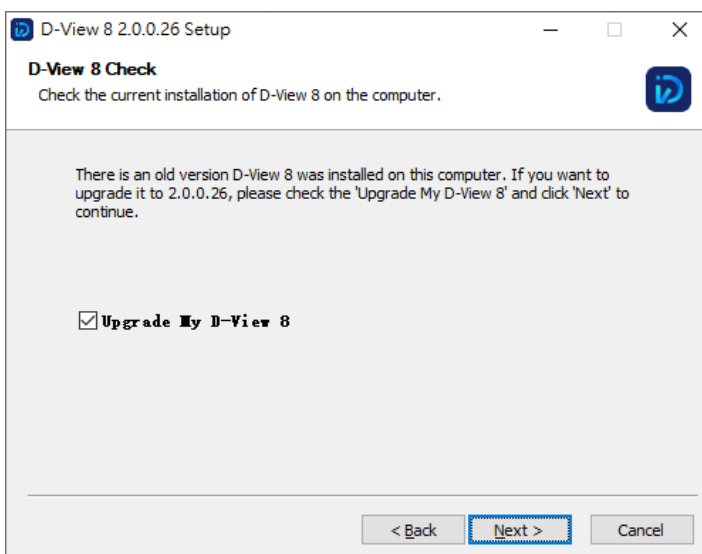 D-View 8 2.0.0.26 Setup
D-View 8 Check
Check the current installation of D-View 8 on the computer.
There is an old version D-View 8 was installed on this computer. If you want to
upgrade it to 2.0.0.26, please check the 'Upgrade My D-View 8' and click 'Next' to
continue.
Upgrade My D-View 8
< Back
Next >
Cancel